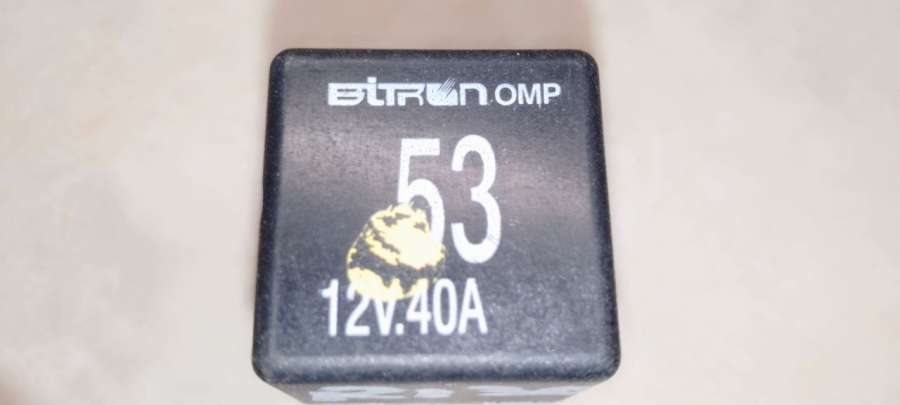 BiTRON OMP
53
12V.40A